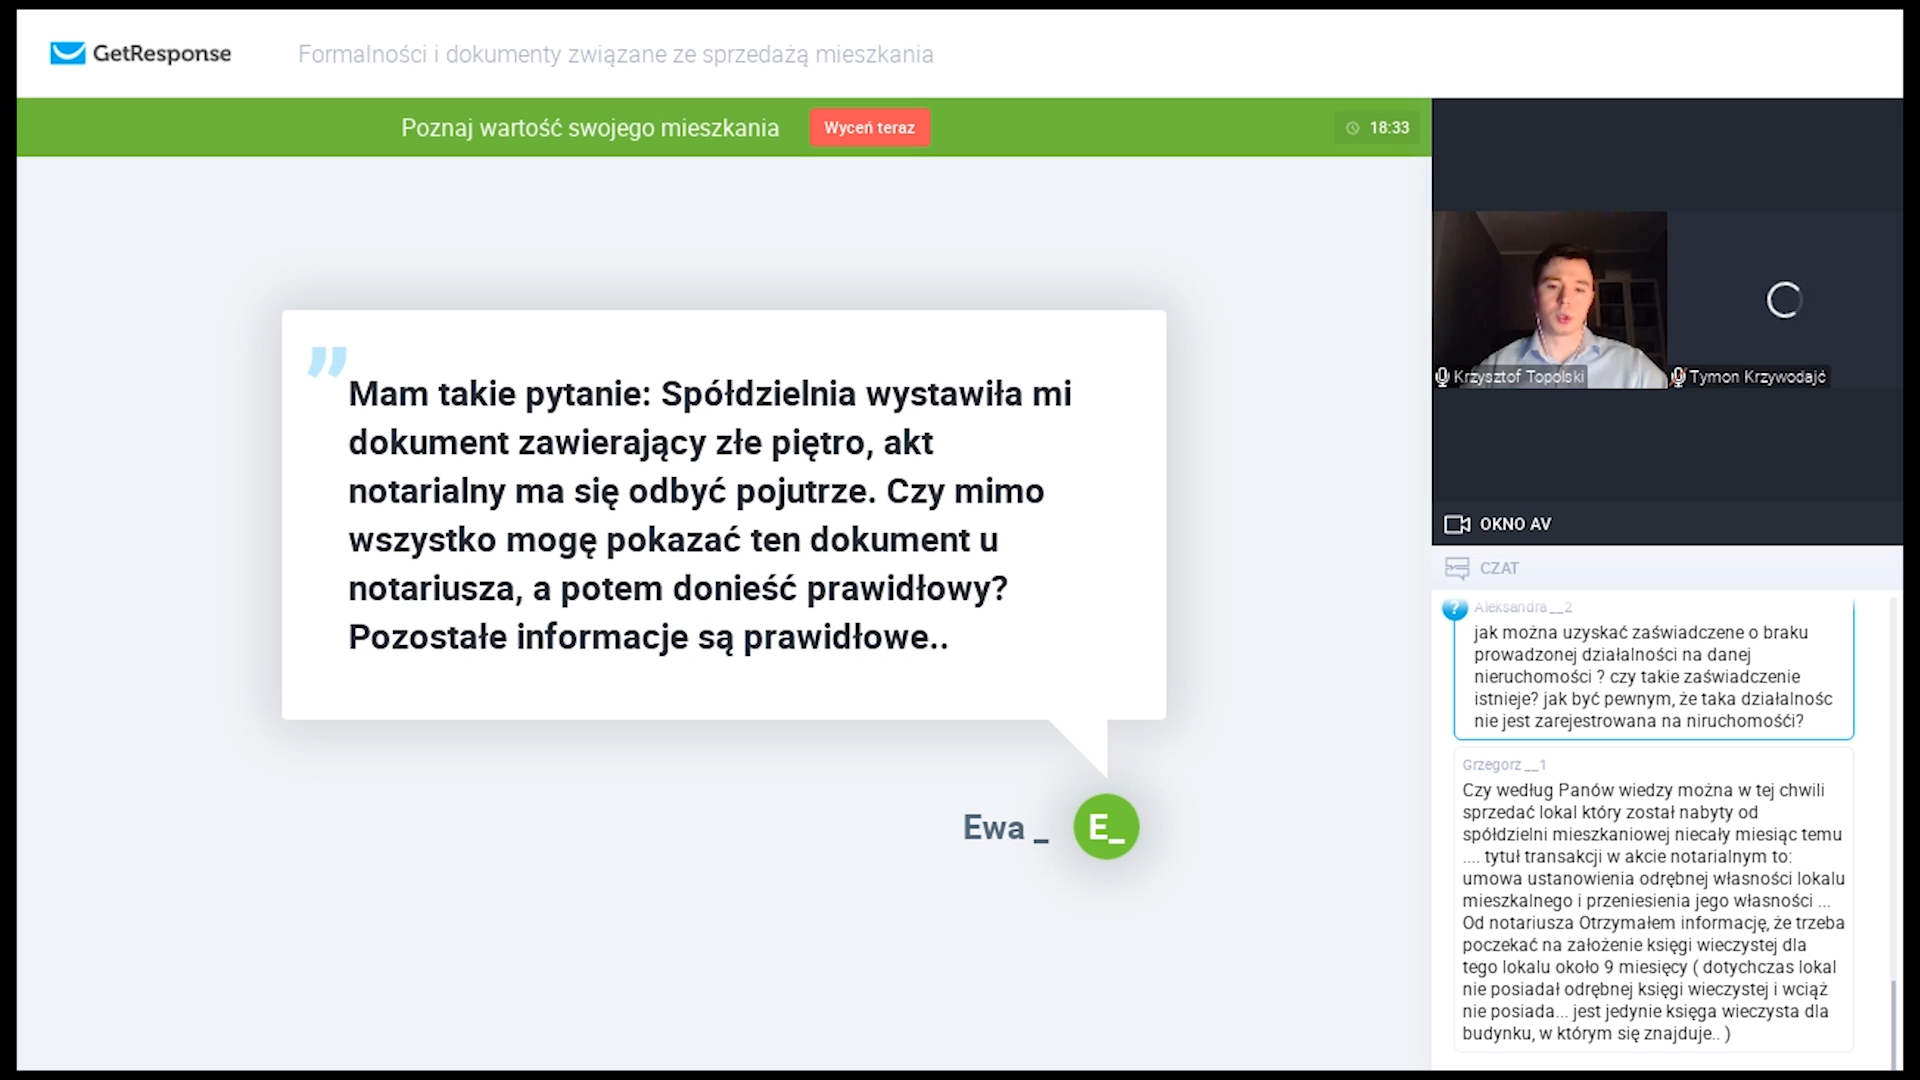 GetResponse
Formalności i dokumenty związane ze sprzedażą mieszkania
Poznaj wartość swojego mieszkania
Wyceń teraz
18:33
Mam takie pytanie: Spółdzielnia wystawiła mi
dokument zawierający złe piętro, akt
notarialny ma się odbyć pojutrze. Czy mimo
wszystko mogę pokazać ten dokument u
notariusza, a potem donieść prawidłowy?
Pozostałe informacje są prawidłowe..
Ewa _
E_
Krzysztof Topolski
Tymon Krzywodajć
OKNO AV
CZAT
?
Aleksandra __2
jak można uzyskać zaświadczene o braku
prowadzonej działalności na danej
nieruchomości ? czy takie zaświadczenie
istnieje? jak być pewnym, że taka działalnośc
nie jest zarejestrowana na niruchomośći?
Grzegorz __1
Czy według Panów wiedzy można w tej chwili
sprzedać lokal który został nabyty od
spółdzielni mieszkaniowej niecały miesiąc temu
.... tytuł transakcji w akcie notarialnym to:
umowa ustanowienia odrębnej własności lokalu
mieszkalnego i przeniesienia jego własności ...
Od notariusza Otrzymałem informację, że trzeba
poczekać na założenie księgi wieczystej dla
tego lokalu około 9 miesięcy ( dotychczas lokal
nie posiadał odrębnej księgi wieczystej i wciąż
nie posiada... jest jedynie księga wieczysta dla
budynku, w którym się znajduje.. )